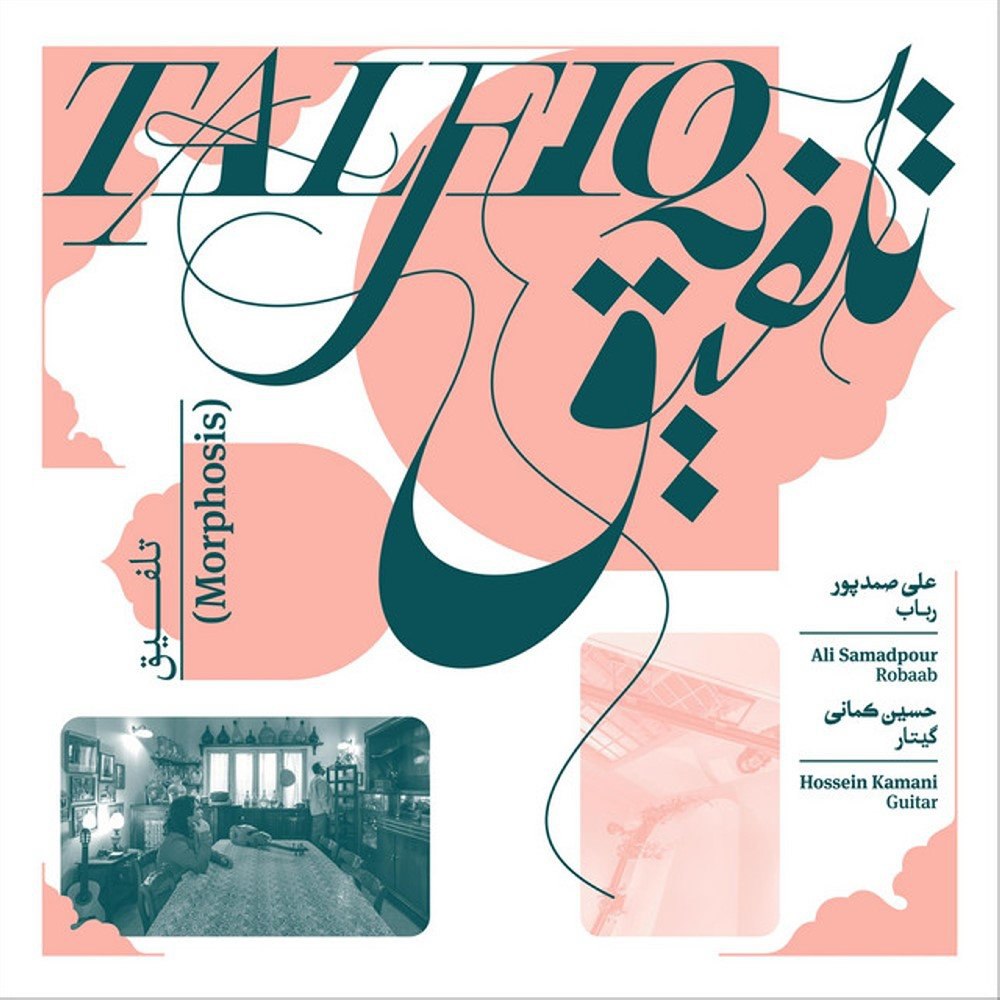 TALFIQ
تلفیق
تلفیق
(Morphosis)
علی صمدپور
رباب
Ali Samadpour
Robaab
حسین کمانی
گیتار
Hossein Kamani
Guitar